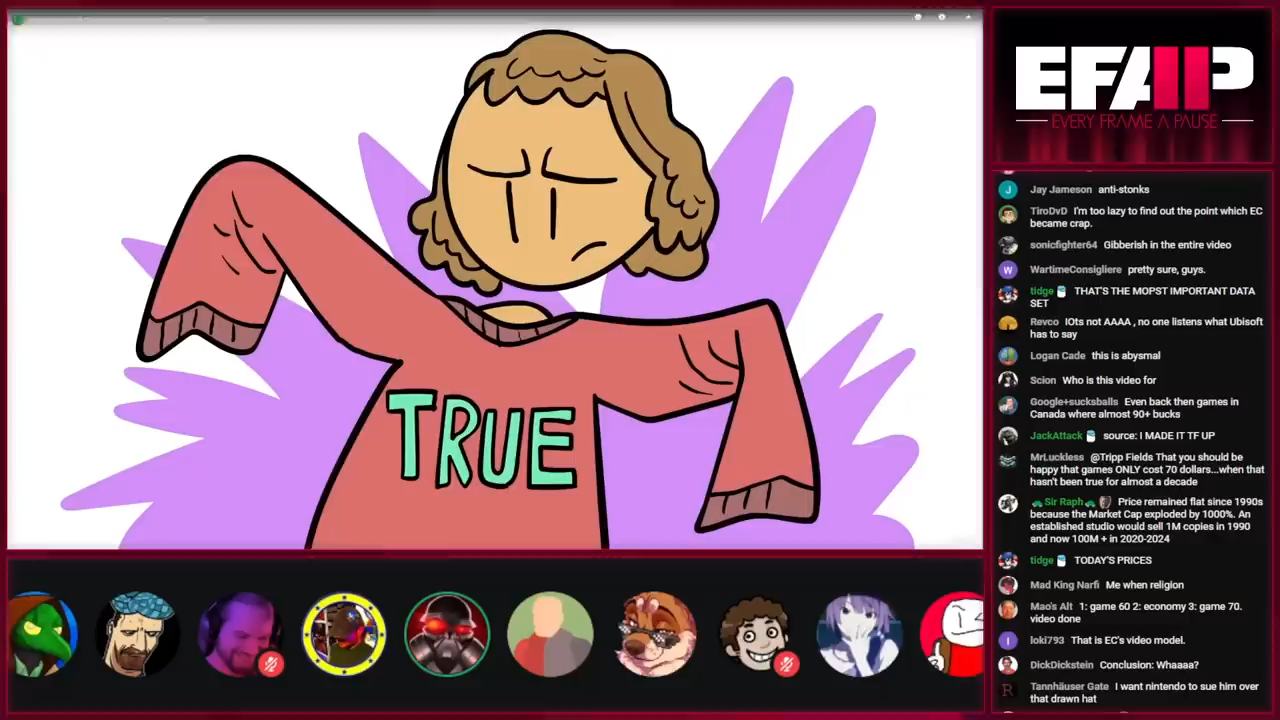 TRUE
EFAP
EVERY FRAME A PAUSE
J Jay Jameson anti-stonks
TiroDvD I'm too lazy to find out the point which EC
became crap.
sonicfighter64 Gibberish in the entire video
W WartimeConsigliere pretty sure, guys.
tidge THAT'S THE MOPST IMPORTANT DATA
SET
Revco IOts not AAAA , no one listens what Ubisoft
has to say
Logan Cade this is abysmal
Scion Who is this video for
Google+sucksballs Even back then games in
Canada where almost 90+ bucks
JackAttack source: I MADE IT TF UP
MrLuckless @Tripp Fields That you should be
happy that games ONLY cost 70 dollars...when that
hasn't been true for almost a decade
Sir Raph Price remained flat since 1990s
because the Market Cap exploded by 1000%. An
established studio would sell 1M copies in 1990
and now 100M + in 2020-2024
tidge TODAY'S PRICES
Mad King Narfi Me when religion
Mao's Alt 1: game 60 2: economy 3: game 70.
video done
I loki793 That is EC's video model.
DickDickstein Conclusion: Whaaaa?
R Tannhäuser Gate I want nintendo to sue him over
that drawn hat